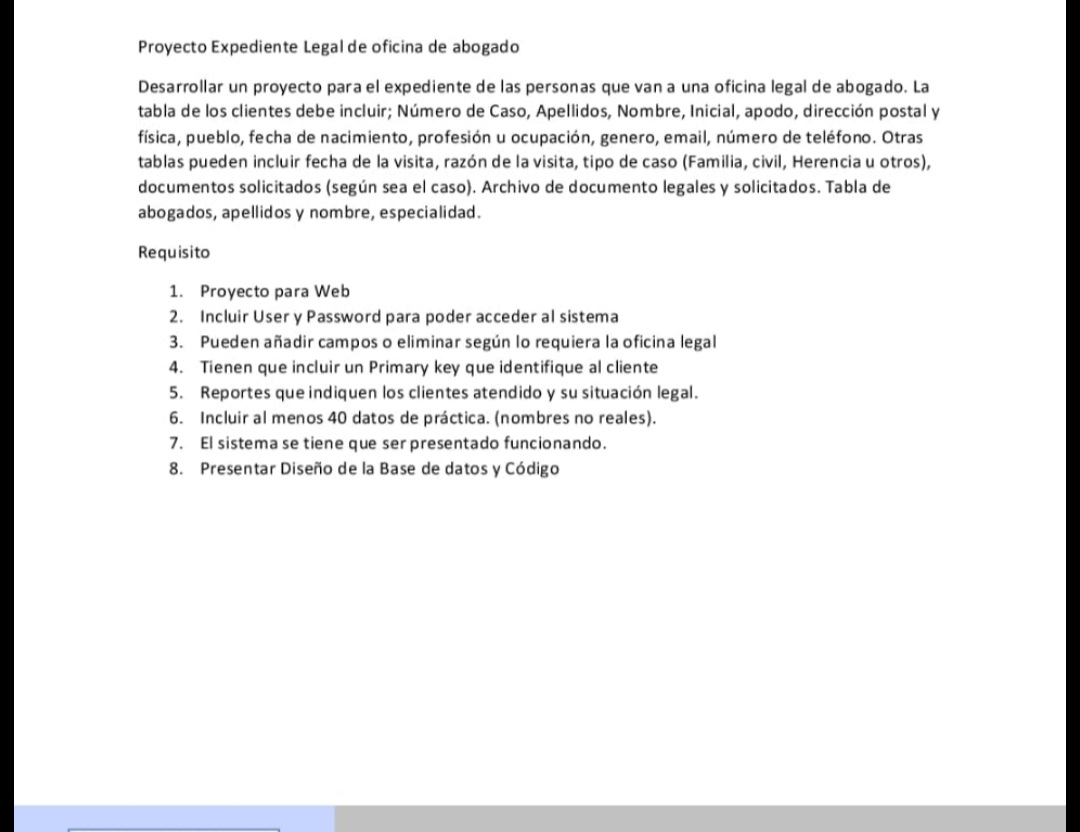 Proyecto Expediente Legal de oficina de abogado
Desarrollar un proyecto para el expediente de las personas que van a una oficina legal de abogado. La
tabla de los clientes debe incluir; Número de Caso, Apellidos, Nombre, Inicial, apodo, dirección postal y
física, pueblo, fecha de nacimiento, profesión u ocupación, genero, email, número de teléfono. Otras
tablas pueden incluir fecha de la visita, razón de la visita, tipo de caso (Familia, civil, Herencia u otros),
documentos solicitados (según sea el caso). Archivo de documento legales y solicitados. Tabla de
abogados, apellidos y nombre, especialidad.
Requisito
1. Proyecto para Web
2. Incluir User y Password para poder acceder al sistema
3. Pueden añadir campos o eliminar según lo requiera la oficina legal
4. Tienen que incluir un Primary key que identifique al cliente
5. Reportes que indiquen los clientes atendido y su situación legal.
6. Incluir al menos 40 datos de práctica. (nombres no reales).
7. El sistema se tiene que ser presentado funcionando.
8. Presentar Diseño de la Base de datos y Código